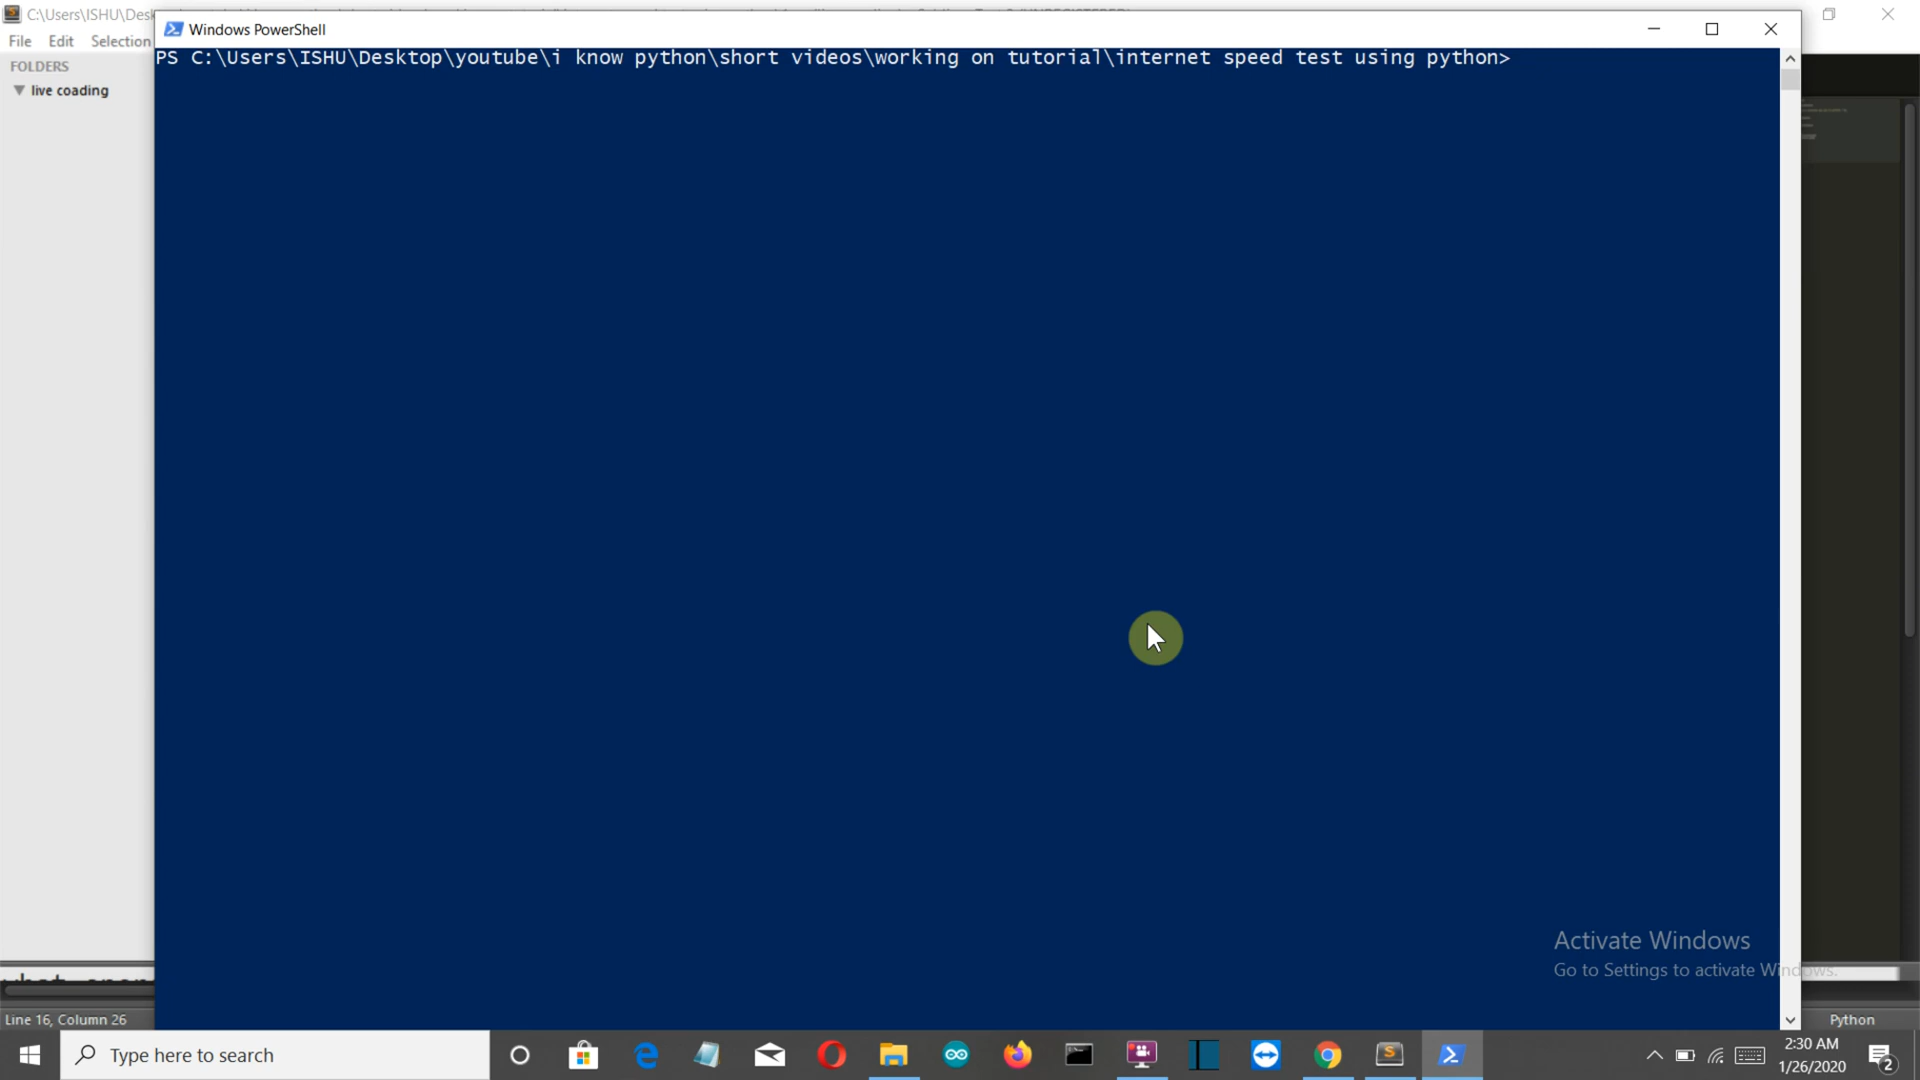 C:\Users\ISHU\Desk
Windows PowerShell
File Edit Selection
PS C:\Users\ISHU\Desktop\youtube\i know python\short videos\working on tutorial\internet speed test using python>
FOLDERS
live coading
Activate Windows
Go to Settings to activate Windows.
Line 16, Column 26
Python
Type here to search
2:30 AM
1/26/2020
2